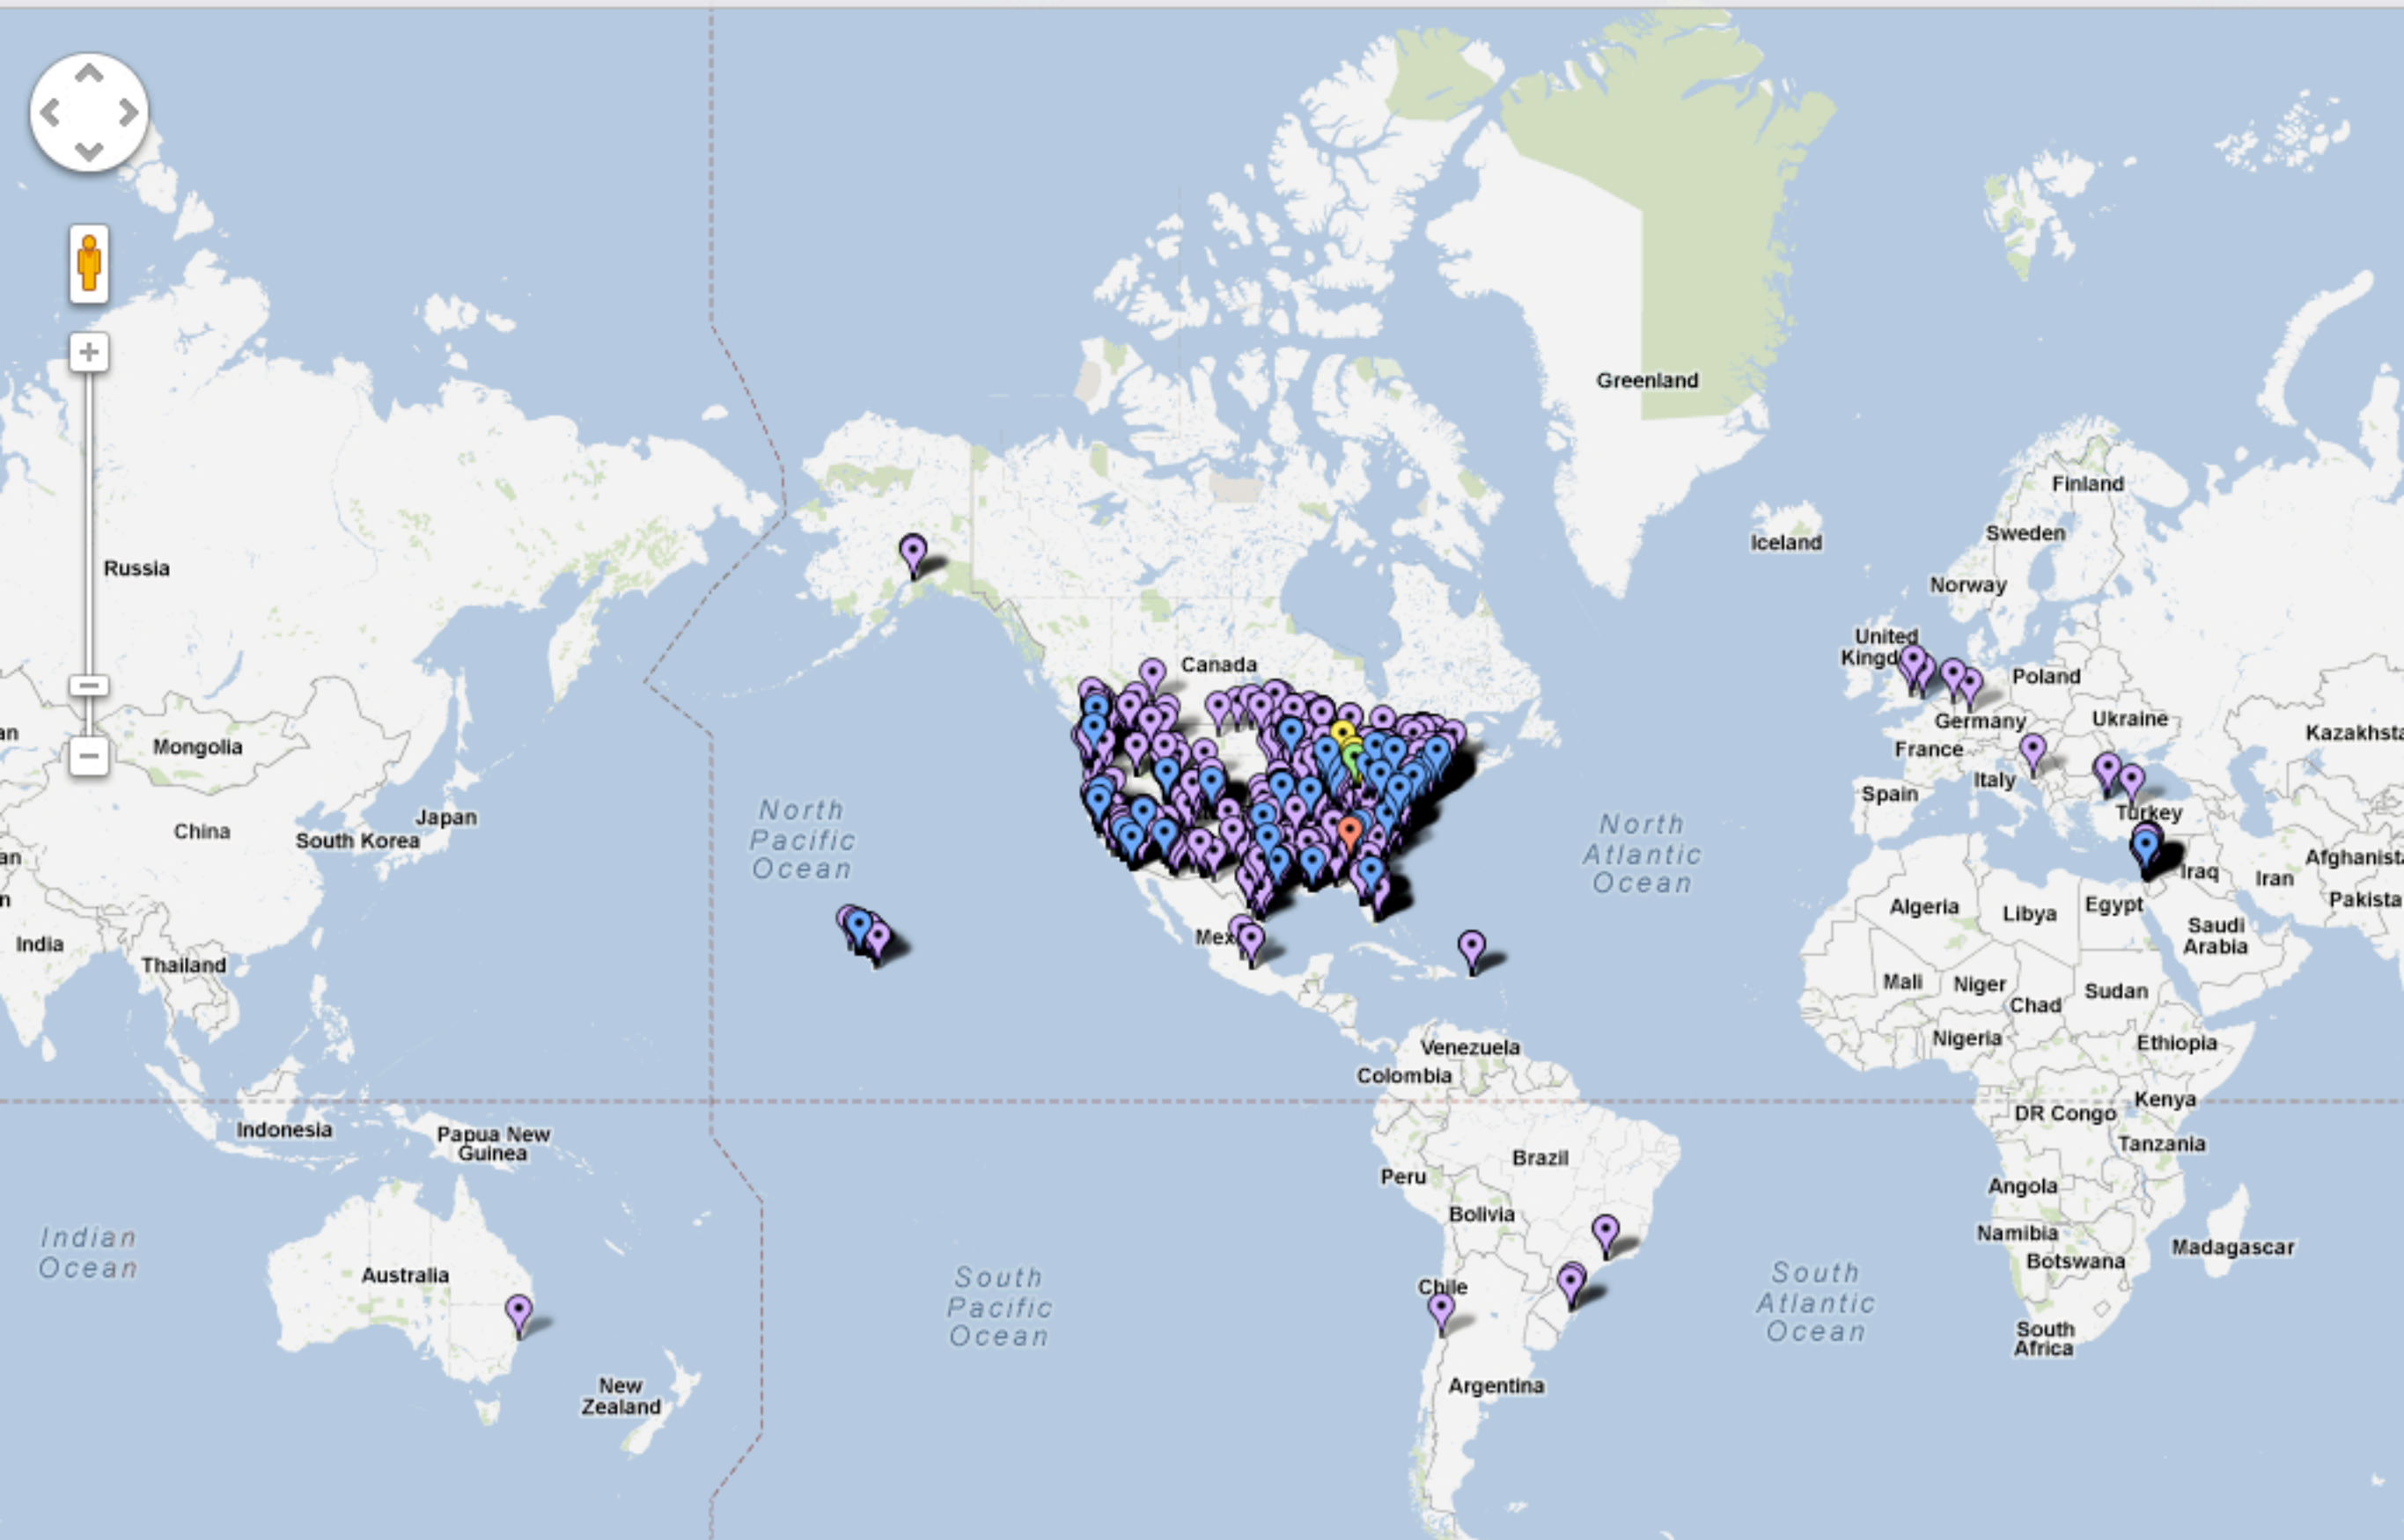 Greenland
Finland
Sweden
Iceland
Russia
Norway
United
Canada
Poland
Germany
Ukraine
Kazakhsta
Mongolia
France
Italy
Spain
Turkey
North
Pacific
Ocean
North
Atlantic
Ocean
Japan
China
South Korea
Afghanist
Iraq
Iran
Pakista
Algeria
Libya
Egypt
Saudi
Arabia
India
Thailand
Mali
Niger
Sudan
Chad
Nigeria
Ethiopia
Venezuela
Colombia
Kenya
DR Congo
Tanzania
Indonesia
Papua New
Guinea
Brazil
Peru
Angola
Bolivia
Namibia
Botswana
Madagascar
Indian
Ocean
Australia
South
Pacific
Ocean
Chile
South
Atlantic
Ocean
South
Africa
New
Zealand
Argentina